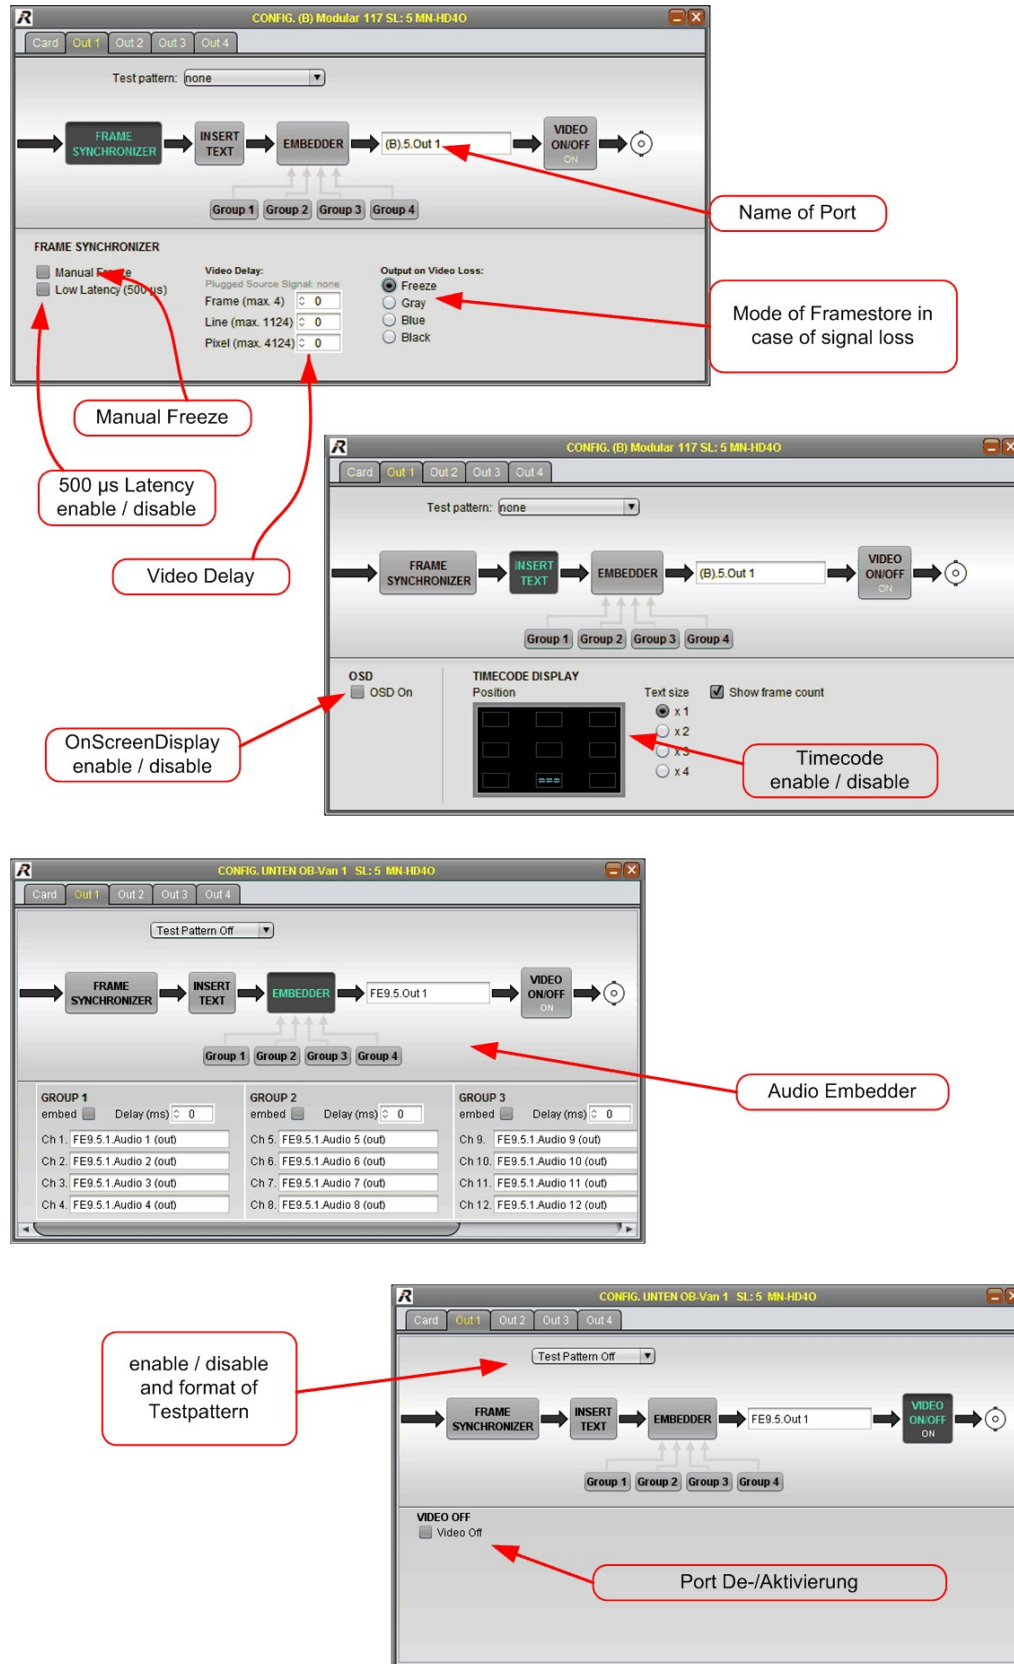 R CONFIG. (B) Modular 117 SL: 5 MN-HD4O
Card Out 1 Out 2 Out 3 Out 4
Test pattern: none
FRAME SYNCHRONIZER
INSERT TEXT
EMBEDDER
(B).5.Out 1
VIDEO ON/OFF
ON
Group 1 Group 2 Group 3 Group 4
Name of Port
FRAME SYNCHRONIZER
Manual Freeze
Low Latency (500 µs)
Video Delay:
Plugged Source Signal: none
Frame (max. 4) 0
Line (max. 1124) 0
Pixel (max. 4124) 0
Output on Video Loss:
Freeze
Gray
Blue
Black
Mode of Framestore in
case of signal loss
Manual Freeze
500 µs Latency
enable / disable
Video Delay
R CONFIG. (B) Modular 117 SL: 5 MN-HD4O
Card Out 1 Out 2 Out 3 Out 4
Test pattern: none
FRAME SYNCHRONIZER
INSERT TEXT
EMBEDDER
(B).5.Out 1
VIDEO ON/OFF
ON
Group 1 Group 2 Group 3 Group 4
OSD
OSD On
TIMECODE DISPLAY
Position
Text size
x 1
x 2
x 3
x 4
Show frame count
OnScreenDisplay
enable / disable
Timecode
enable / disable
R CONFIG. UNTEN OB-Van 1 SL: 5 MN-HD4O
Card Out 1 Out 2 Out 3 Out 4
Test Pattern Off
FRAME SYNCHRONIZER
INSERT TEXT
EMBEDDER
FE9.5.Out 1
VIDEO ON/OFF
ON
Group 1 Group 2 Group 3 Group 4
Audio Embedder
GROUP 1
embed Delay (ms) 0
Ch 1. FE9.5.1.Audio 1 (out)
Ch 2. FE9.5.1.Audio 2 (out)
Ch 3. FE9.5.1.Audio 3 (out)
Ch 4. FE9.5.1.Audio 4 (out)
GROUP 2
embed Delay (ms) 0
Ch 5. FE9.5.1.Audio 5 (out)
Ch 6. FE9.5.1.Audio 6 (out)
Ch 7. FE9.5.1.Audio 7 (out)
Ch 8. FE9.5.1.Audio 8 (out)
GROUP 3
embed Delay (ms) 0
Ch 9. FE9.5.1.Audio 9 (out)
Ch 10. FE9.5.1.Audio 10 (out)
Ch 11. FE9.5.1.Audio 11 (out)
Ch 12. FE9.5.1.Audio 12 (out)
R CONFIG. UNTEN OB-Van 1 SL: 5 MN-HD4O
Card Out 1 Out 2 Out 3 Out 4
Test Pattern Off
enable / disable
and format of
Testpattern
FRAME SYNCHRONIZER
INSERT TEXT
EMBEDDER
FE9.5.Out 1
VIDEO ON/OFF
ON
Group 1 Group 2 Group 3 Group 4
VIDEO OFF
Video Off
Port De-/Aktivierung